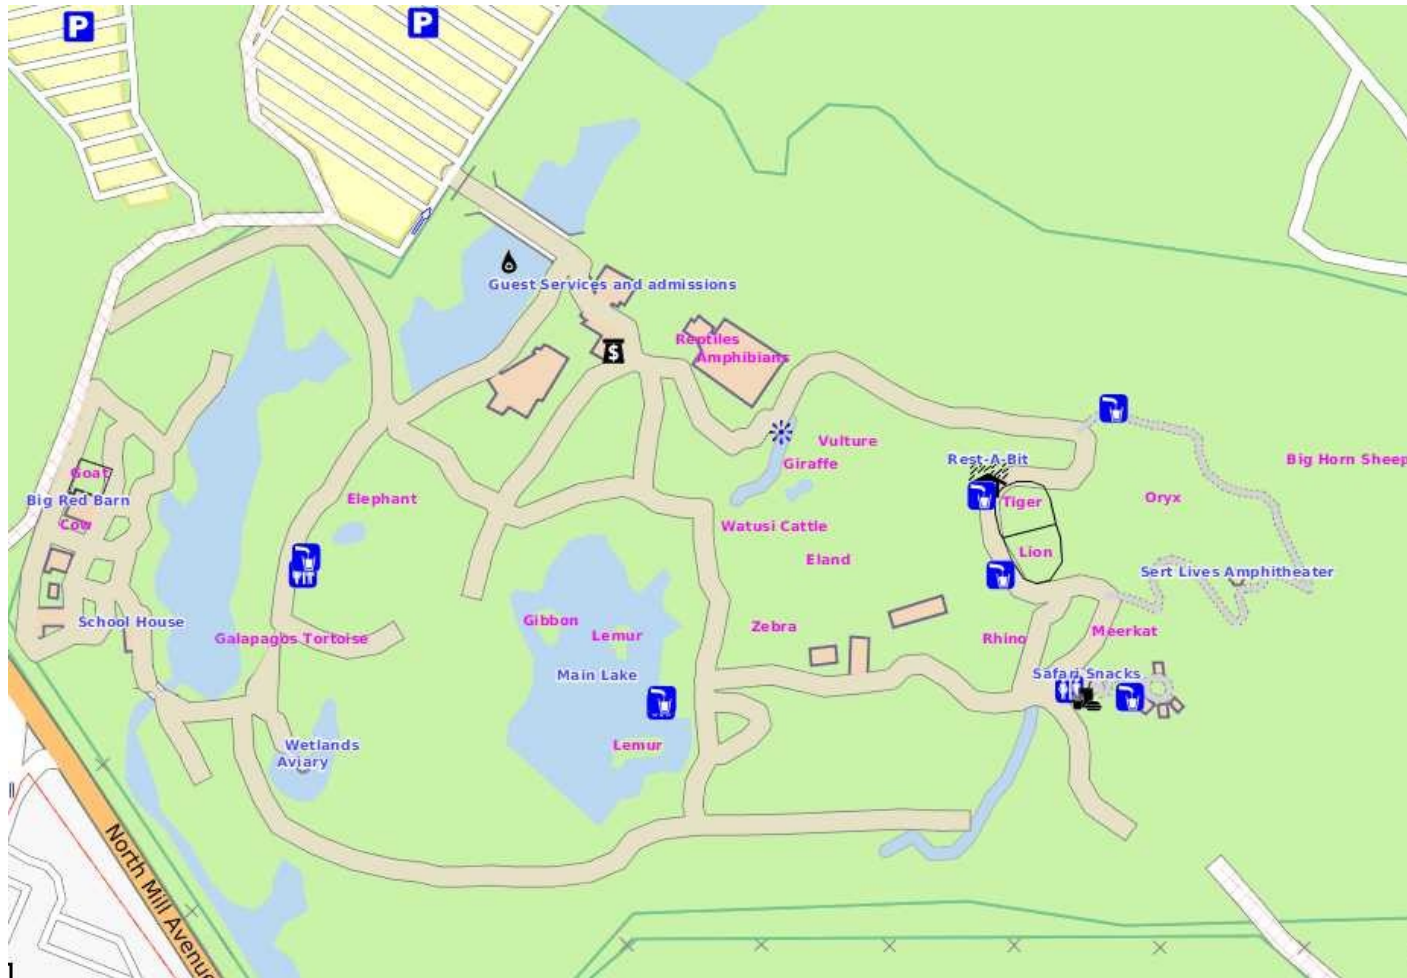 P
P
Guest Services and admissions
$
Reptiles
Amphibians
Vulture
Giraffe
Rest-A-Bit
Big Horn Sheep
Goat
Big Red Barn
Cow
Elephant
Tiger
Oryx
Watusi Cattle
Eland
Lion
Sert Lives Amphitheater
School House
Galapagos Tortoise
Gibbon
Lemur
Zebra
Rhino
Meerkat
Main Lake
Safari Snacks
Wetlands
Aviary
Lemur
North Mill Avenue